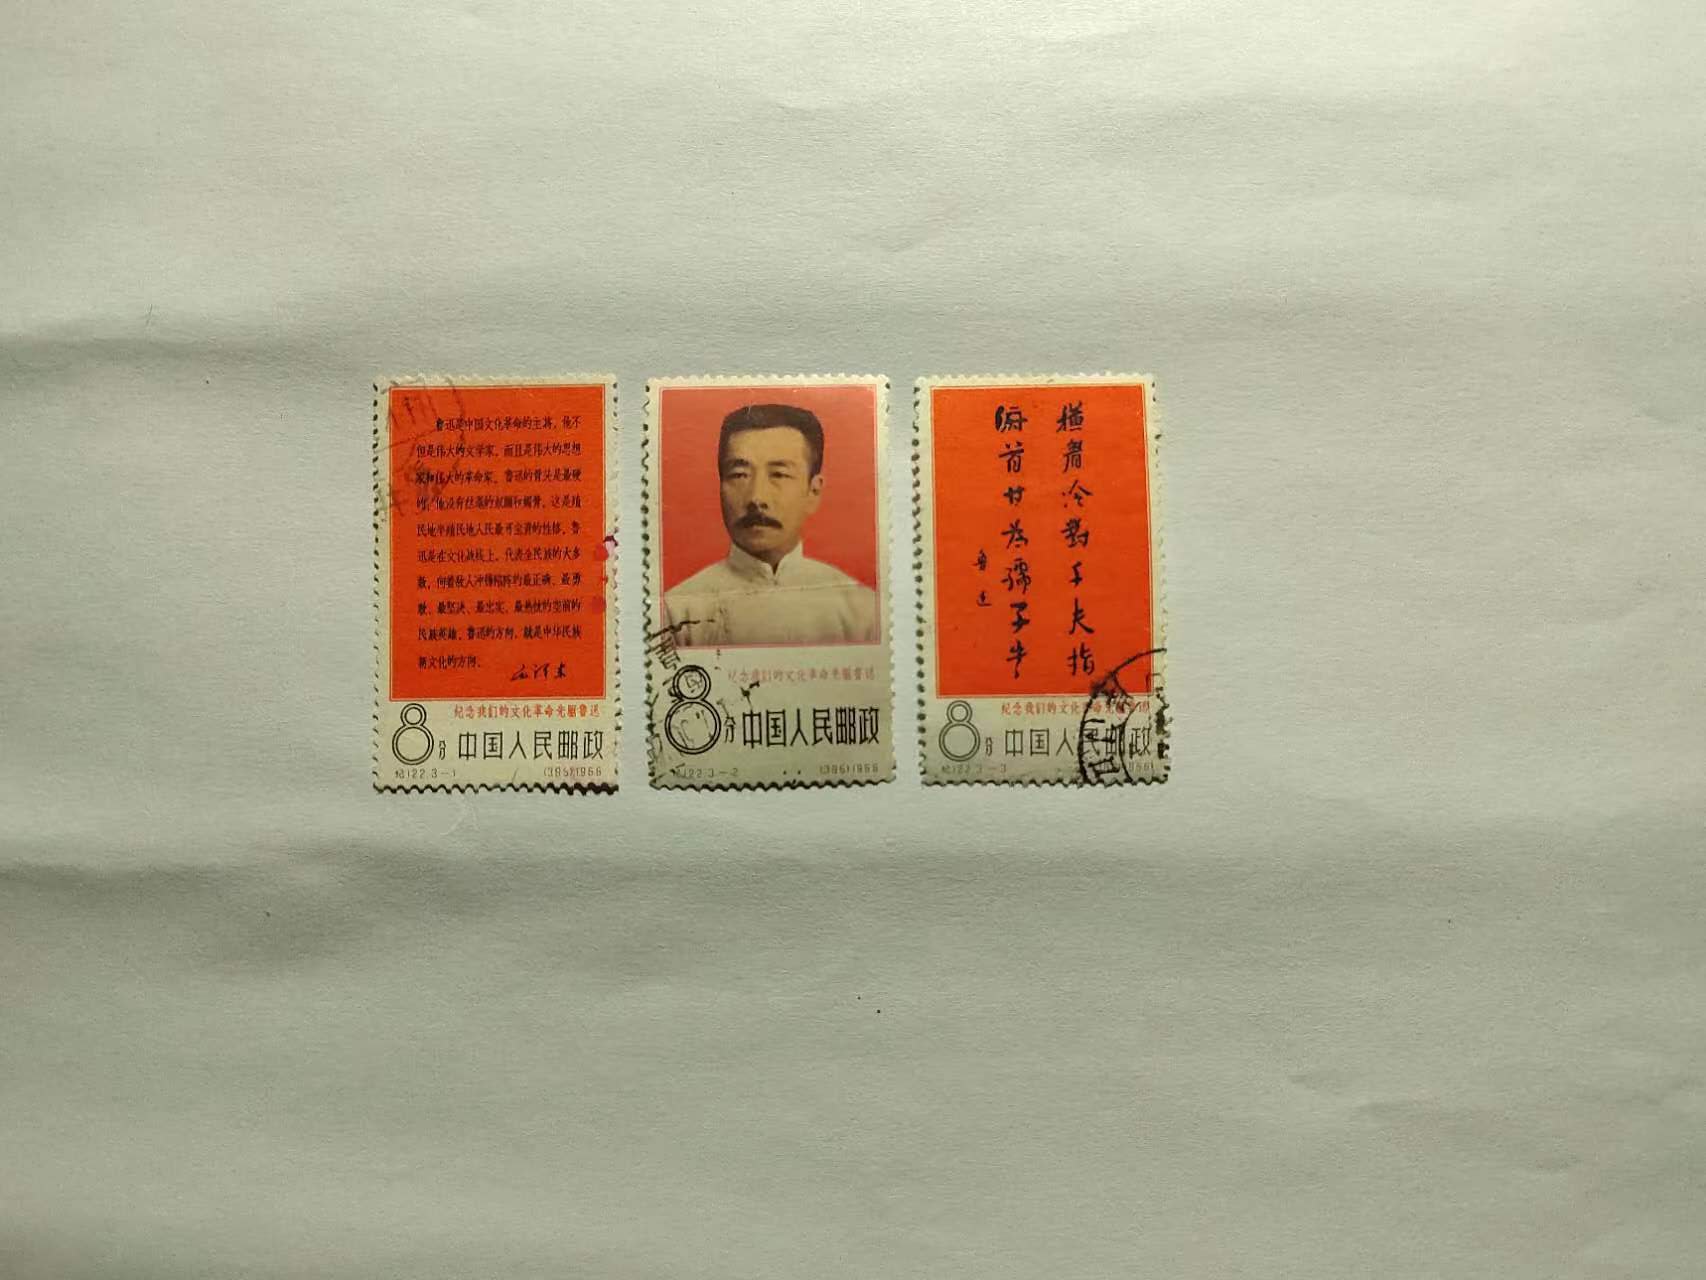 鲁迅是中国文化革命的主将，他不
但是伟大的文学家，而且是伟大的思想
家和伟大的革命家。鲁迅的骨头是最硬
的，他没有丝毫的奴颜和媚骨，这是殖
民地半殖民地人民最可宝贵的性格。鲁
迅是在文化战线上，代表全民族的大多
数，向着敌人冲锋陷阵的最正确、最勇
敢、最坚决、最忠实、最热忱的空前的
民族英雄。鲁迅的方向，就是中华民族
新文化的方向。
毛泽东
纪念我们的文化革命先驱鲁迅
8分 中国人民邮政
纪122.3-1 (385)1966
纪念我们的文化革命先驱鲁迅
8分 中国人民邮政
纪122.3-2 (386)1966
橫眉冷對千夫指
俯首甘為孺子牛
魯迅
纪念我们的文化革命先驱鲁迅
8分 中国人民邮政
纪122.3-3 1966